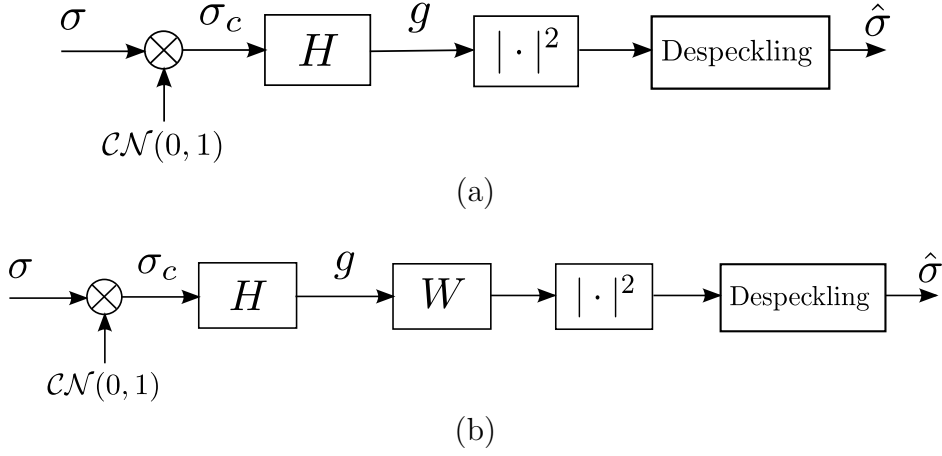 σ σ_c H g |·|² Despeckling σ̂
𝒞𝒩(0, 1)
(a)
σ σ_c H g W |·|² Despeckling σ̂
𝒞𝒩(0, 1)
(b)